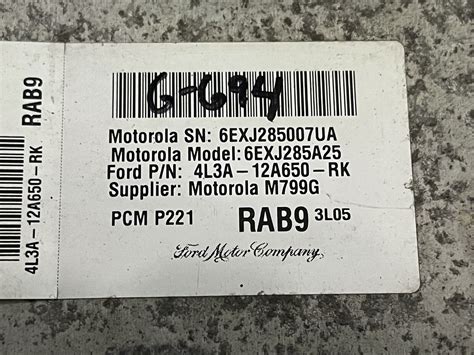 RAB9
4L3A-12A650-RK
6-694
Motorola SN: 6EXJ285007UA
Motorola Model: 6EXJ285A25
Ford P/N: 4L3A-12A650-RK
Supplier: Motorola M799G
PCM P221 RAB9 3L05
Ford Motor Company